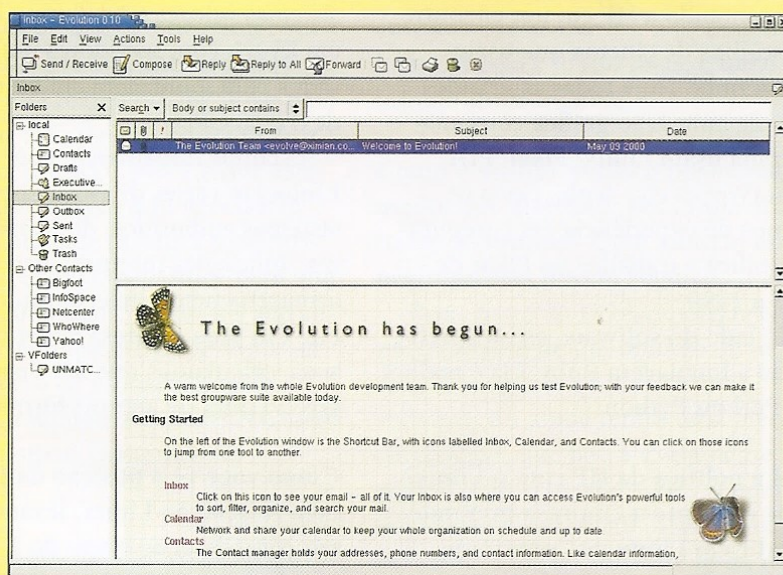 Inbox - Evolution 0.10
File Edit View Actions Tools Help
Send / Receive Compose Reply Reply to All Forward
Inbox
Folders X Search Body or subject contains
local
Calendar
Contacts
Drafts
Executive...
Inbox
Outbox
Sent
Tasks
Trash
Other Contacts
Bigfoot
InfoSpace
Netcenter
WhoWhere
Yahoo!
VFolders
UNMATC...
! From Subject Date
The Evolution Team <evolve@ximian.co... Welcome to Evolution! May 09 2000
The Evolution has begun...
A warm welcome from the whole Evolution development team. Thank you for helping us test Evolution; with your feedback we can make it
the best groupware suite available today.
Getting Started
On the left of the Evolution window is the Shortcut Bar, with icons labelled Inbox, Calendar, and Contacts. You can click on those icons
to jump from one tool to another.
Inbox
Click on this icon to see your email - all of it. Your Inbox is also where you can access Evolution's powerful tools
to sort, filter, organize, and search your mail.
Calendar
Network and share your calendar to keep your whole organization on schedule and up to date
Contacts
The Contact manager holds your addresses, phone numbers, and contact information. Like calendar information,